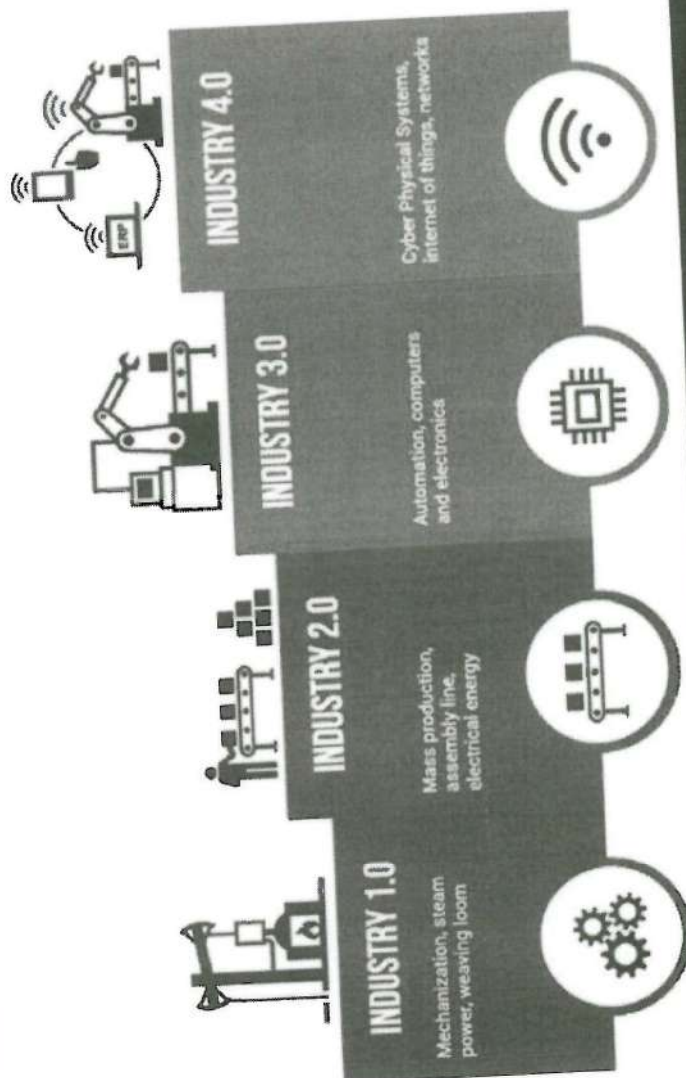 INDUSTRY 1.0
Mechanization, steam
power, weaving loom
INDUSTRY 2.0
Mass production,
assembly line,
electrical energy
INDUSTRY 3.0
Automation, computers
and electronics
ERP
INDUSTRY 4.0
Cyber Physical Systems,
internet of things, networks